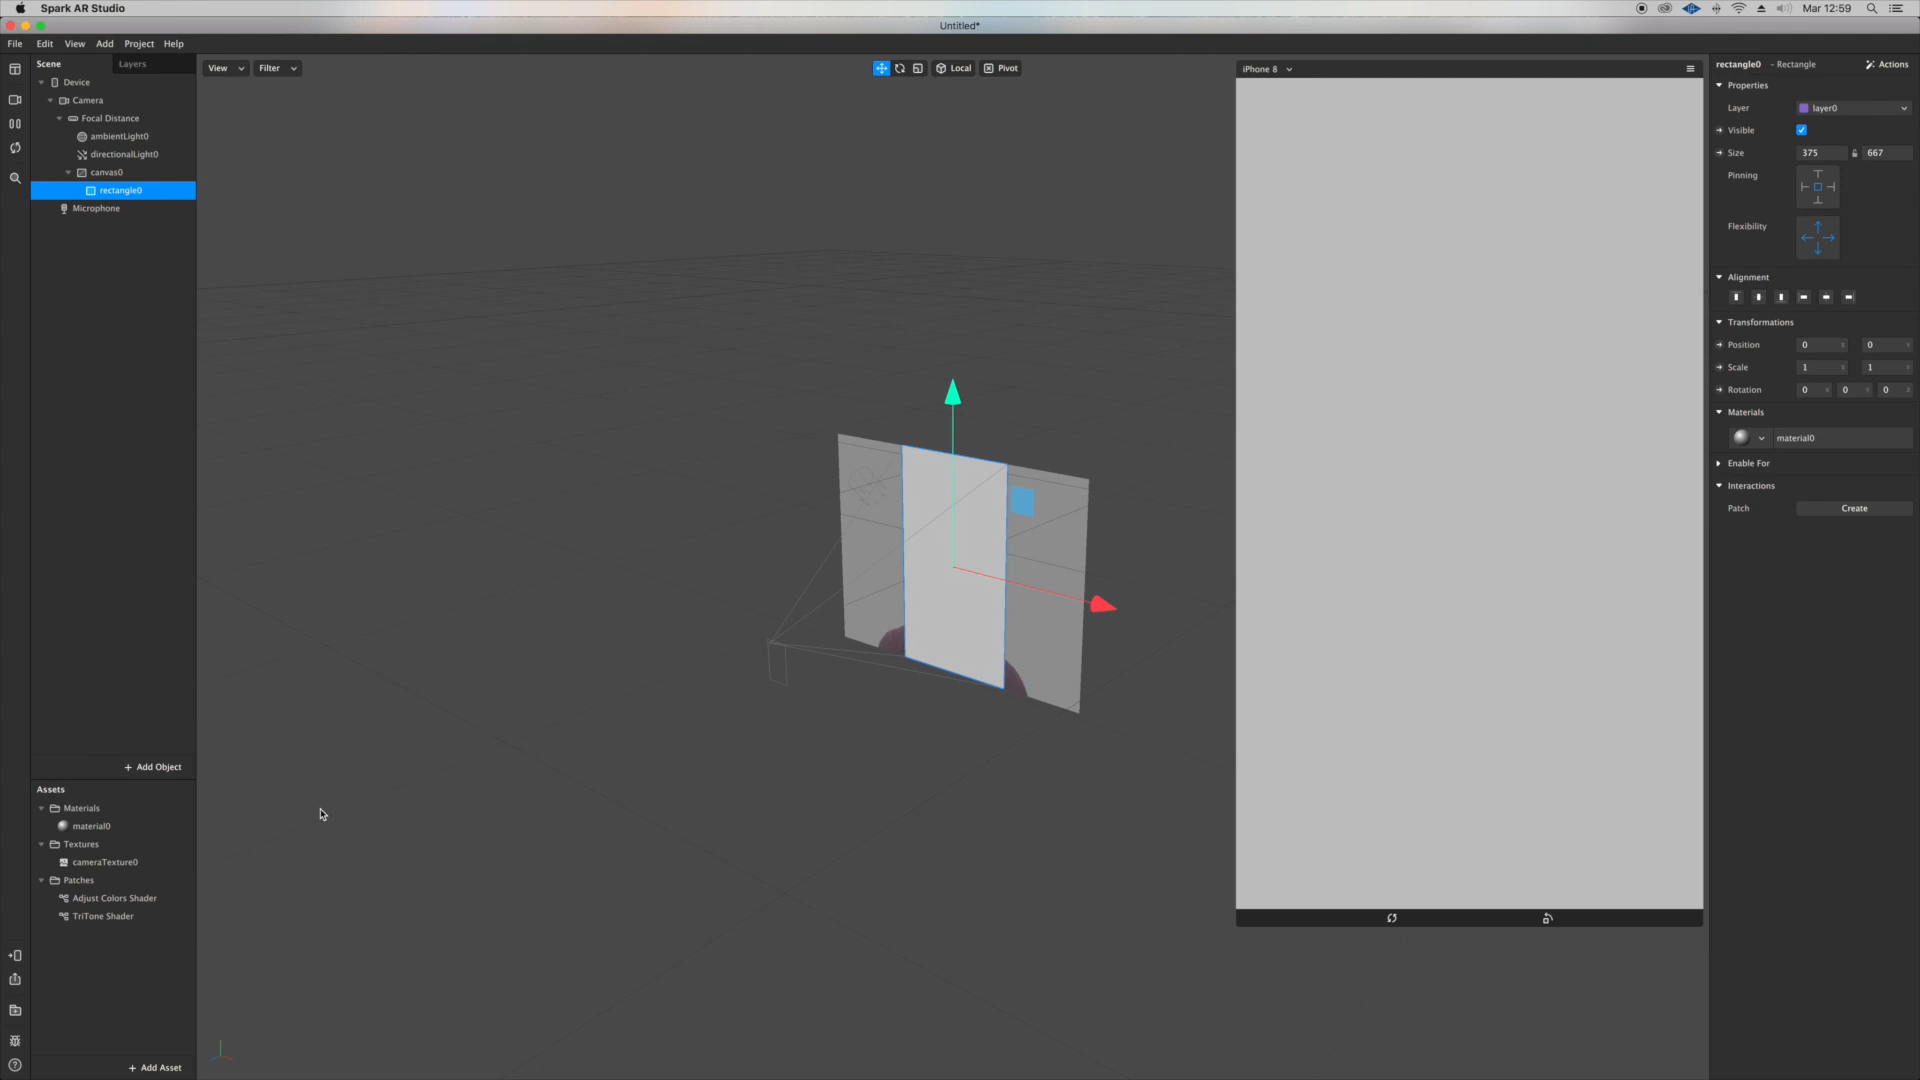 Spark AR Studio
Mar 12:59
Untitled*
File Edit View Add Project Help
Scene Layers
Device
Camera
Focal Distance
ambientLight0
directionalLight0
canvas0
rectangle0
Microphone
+ Add Object
Assets
Materials
material0
Textures
cameraTexture0
Patches
Adjust Colors Shader
TriTone Shader
+ Add Asset
View Filter
Local Pivot
iPhone 8
rectangle0 - Rectangle Actions
Properties
Layer layer0
Visible
Size 375 667
Pinning
Flexibility
Alignment
Transformations
Position 0 X 0 Y
Scale 1 X 1 Y
Rotation 0 X 0 Y 0 Z
Materials
material0
Enable For
Interactions
Patch Create